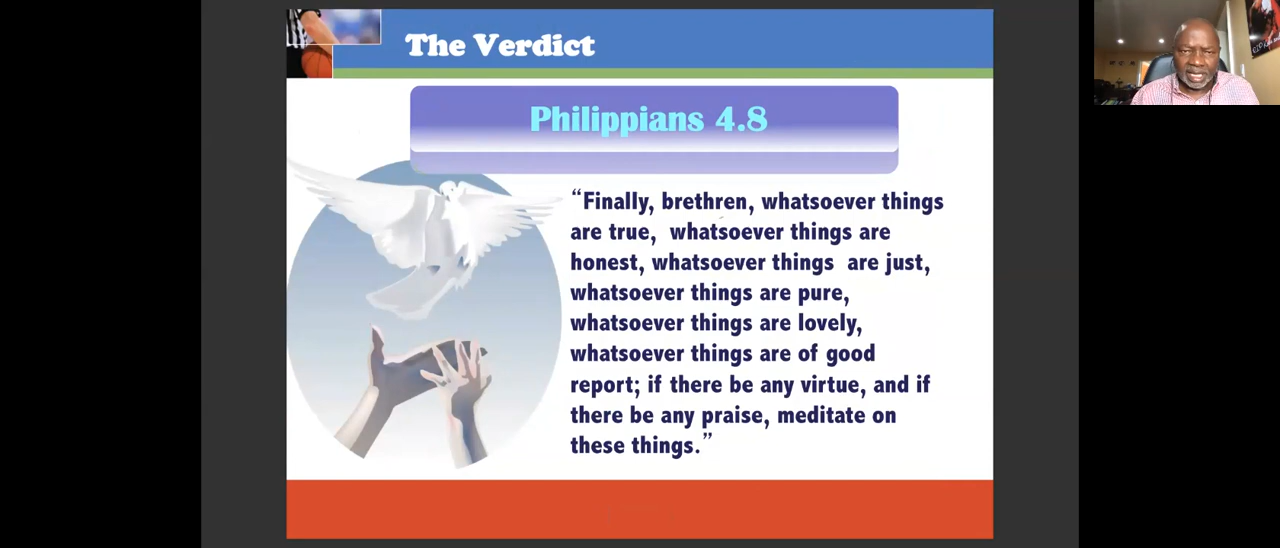 The Verdict
Philippians 4.8
“Finally, brethren, whatsoever things
are true, whatsoever things are
honest, whatsoever things are just,
whatsoever things are pure,
whatsoever things are lovely,
whatsoever things are of good
report; if there be any virtue, and if
there be any praise, meditate on
these things.”